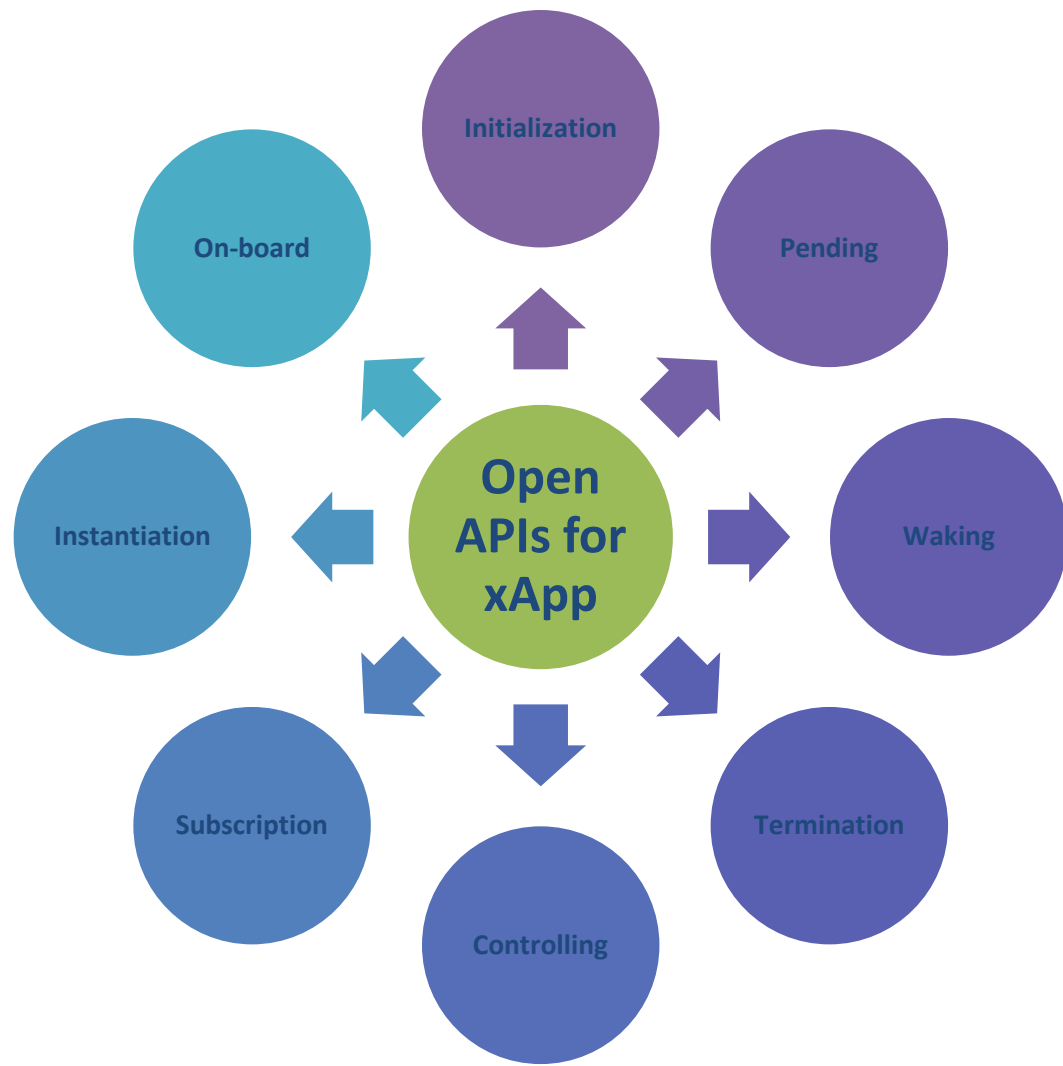 Initialization
On-board
Pending
Instantiation
Open
APIs for
xApp
Waking
Subscription
Termination
Controlling